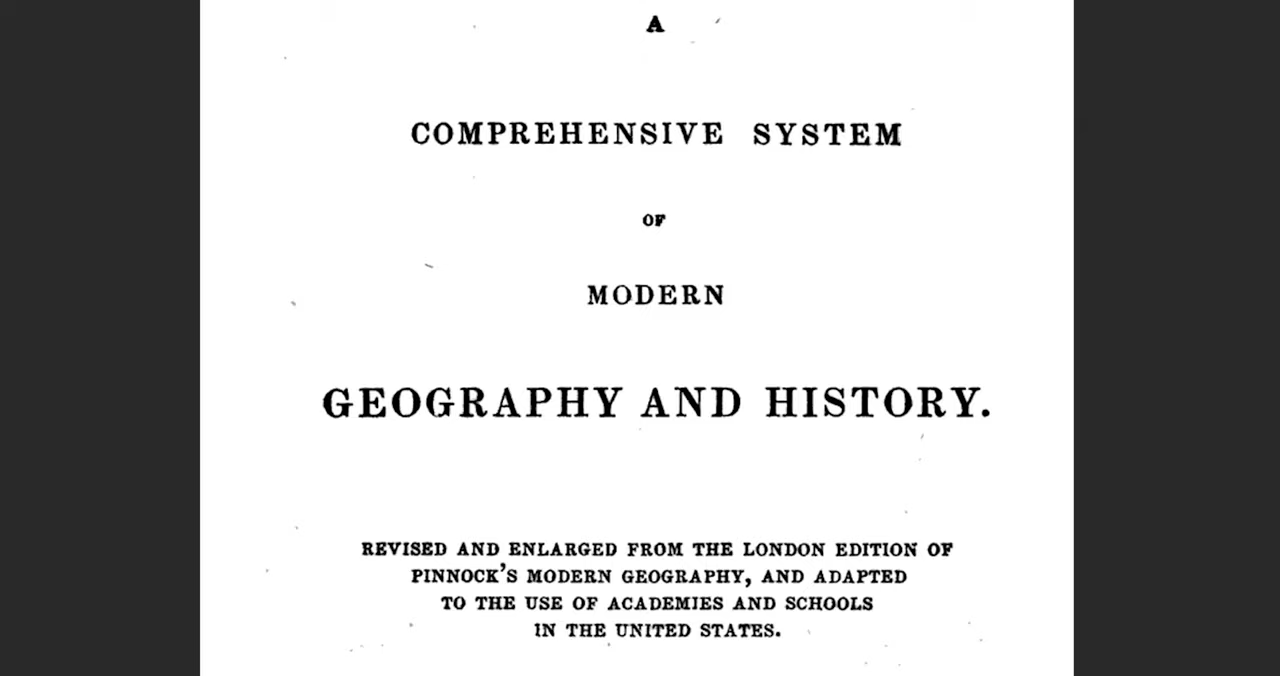 A
COMPREHENSIVE SYSTEM
OF
MODERN
GEOGRAPHY AND HISTORY.
REVISED AND ENLARGED FROM THE LONDON EDITION OF
PINNOCK'S MODERN GEOGRAPHY, AND ADAPTED
TO THE USE OF ACADEMIES AND SCHOOLS
IN THE UNITED STATES.